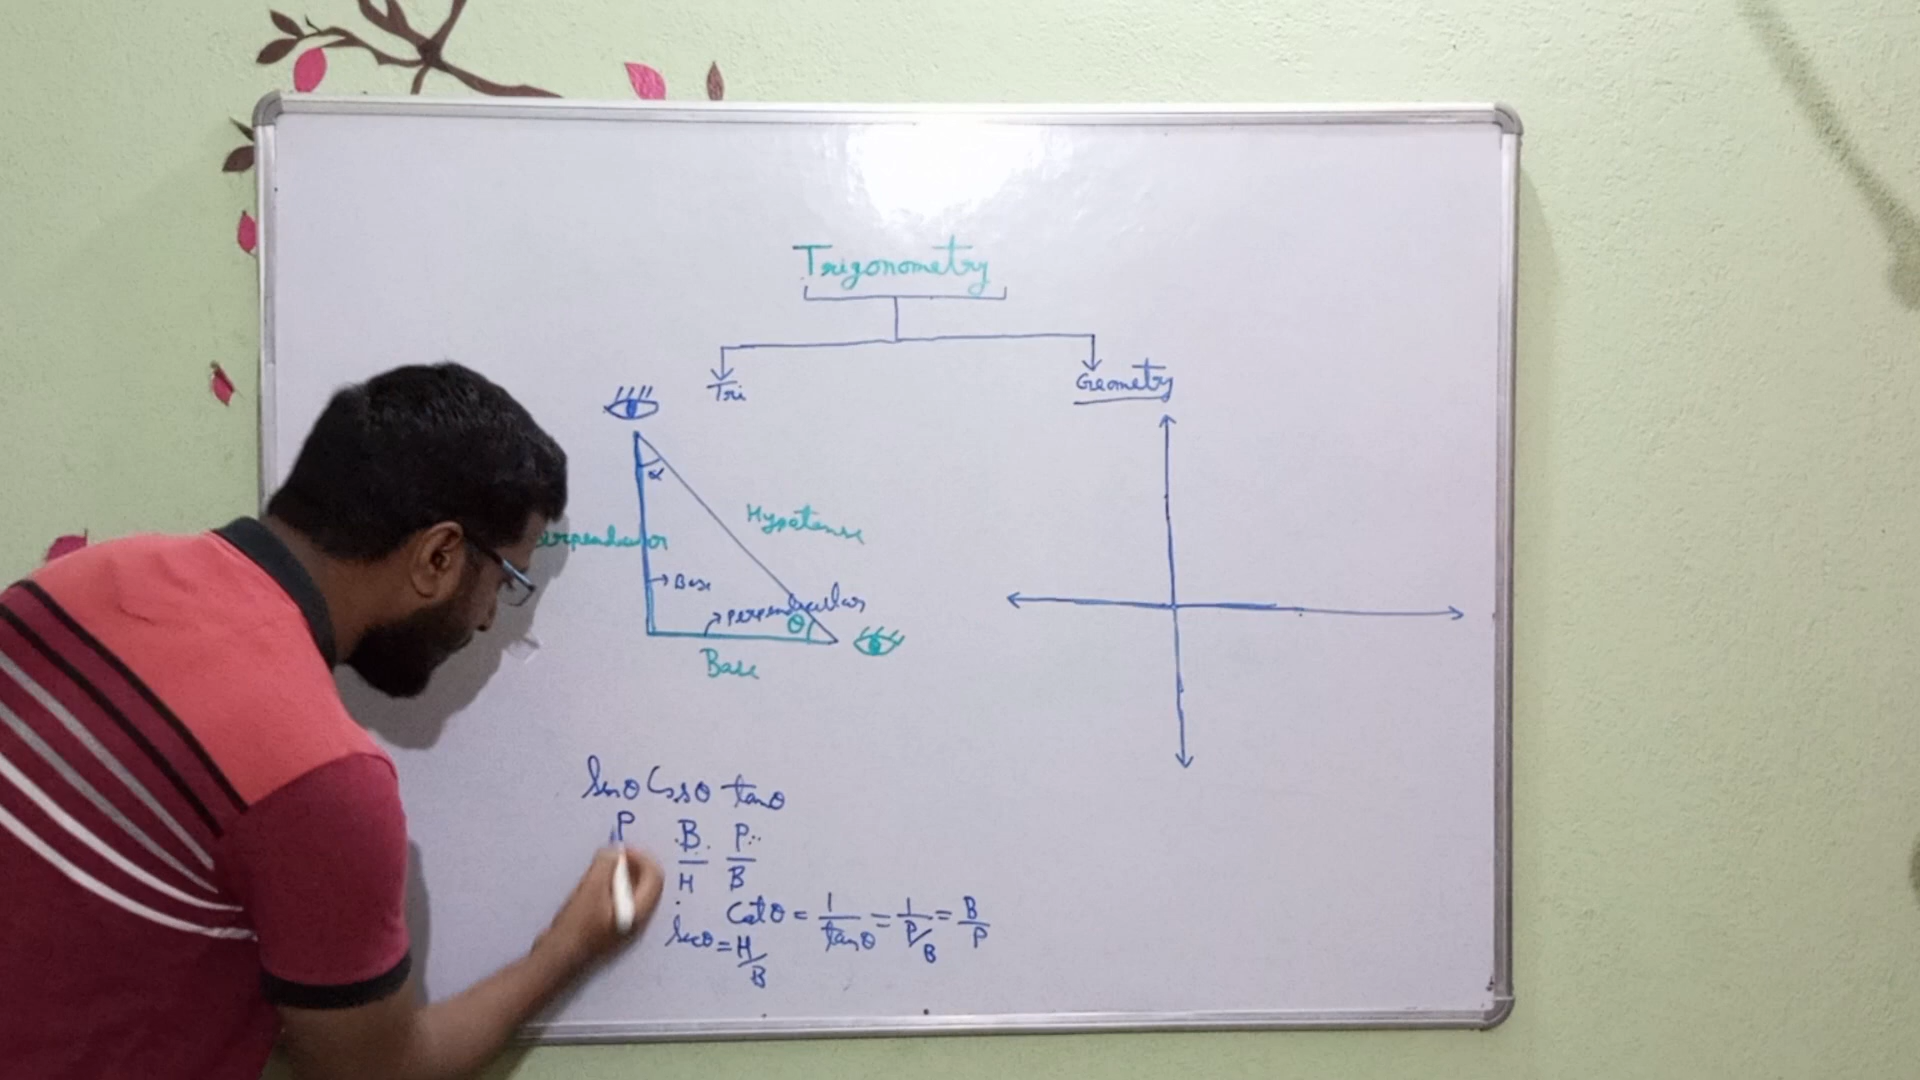 Trigonometry
Tri
Geometry
α
Hypotenuse
erpendicular
→ Base
perpendicular
θ
Base
Sinθ Cosθ tanθ
P B/H P/B
Cotθ = 1/tanθ = 1/P/B = B/P
Secθ = H/B